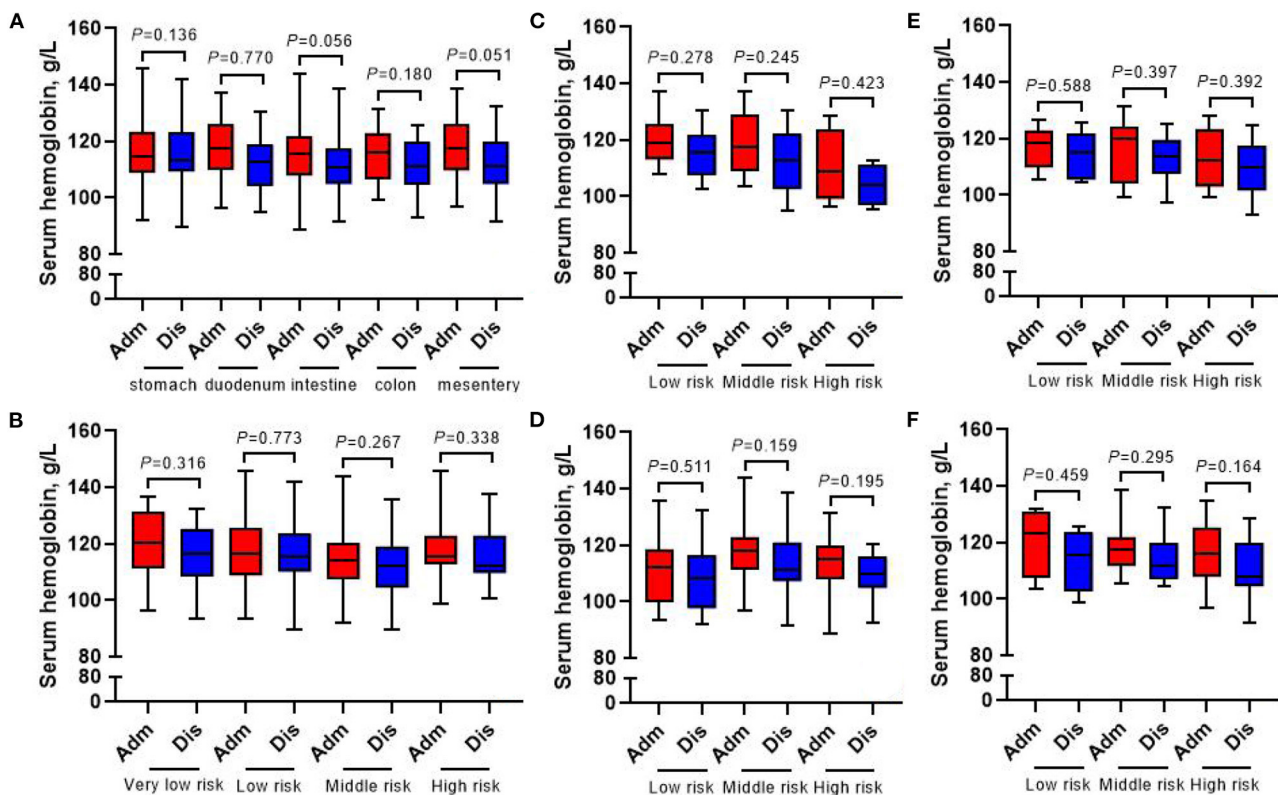 A
Serum hemoglobin, g/L
160
140
120
100
80
80
0
P=0.136
P=0.770
P=0.056
P=0.180
P=0.051
Adm Dis Adm Dis Adm Dis Adm Dis Adm Dis
stomach duodenum intestine colon mesentery
C
Serum hemoglobin, g/L
160
140
120
100
80
80
0
P=0.278
P=0.245
P=0.423
Adm Dis Adm Dis Adm Dis
Low risk Middle risk High risk
E
Serum hemoglobin, g/L
160
140
120
100
80
80
0
P=0.588
P=0.397
P=0.392
Adm Dis Adm Dis Adm Dis
Low risk Middle risk High risk
B
Serum hemoglobin, g/L
160
140
120
100
80
80
0
P=0.316
P=0.773
P=0.267
P=0.338
Adm Dis Adm Dis Adm Dis Adm Dis
Very low risk Low risk Middle risk High risk
D
Serum hemoglobin, g/L
160
140
120
100
80
80
0
P=0.511
P=0.159
P=0.195
Adm Dis Adm Dis Adm Dis
Low risk Middle risk High risk
F
Serum hemoglobin, g/L
160
140
120
100
80
80
0
P=0.459
P=0.295
P=0.164
Adm Dis Adm Dis Adm Dis
Low risk Middle risk High risk